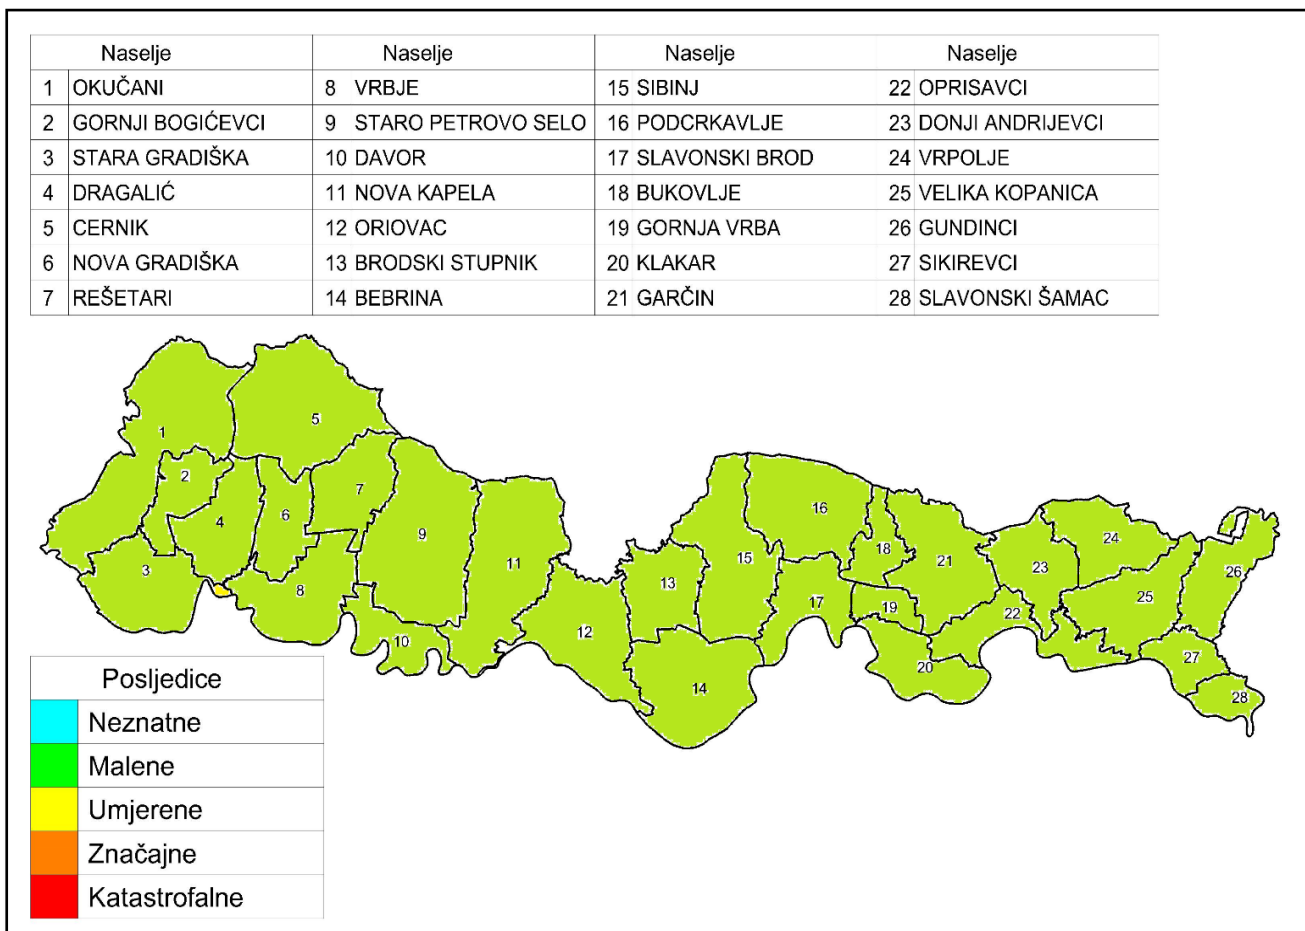 Naselje Naselje Naselje Naselje
1 OKUČANI 8 VRBJE 15 SIBINJ 22 OPRISAVCI
2 GORNJI BOGIĆEVCI 9 STARO PETROVO SELO 16 PODCRKAVLJE 23 DONJI ANDRIJEVCI
3 STARA GRADIŠKA 10 DAVOR 17 SLAVONSKI BROD 24 VRPOLJE
4 DRAGALIĆ 11 NOVA KAPELA 18 BUKOVLJE 25 VELIKA KOPANICA
5 CERNIK 12 ORIOVAC 19 GORNJA VRBA 26 GUNDINCI
6 NOVA GRADIŠKA 13 BRODSKI STUPNIK 20 KLAKAR 27 SIKIREVCI
7 REŠETARI 14 BEBRINA 21 GARČIN 28 SLAVONSKI ŠAMAC
5
1
2
7
16
4
6
9
11
15
18
21
24
3
8
13
23
26
10
12
17
19
22
25
14
20
27
28
Posljedice
Neznatne
Malene
Umjerene
Značajne
Katastrofalne